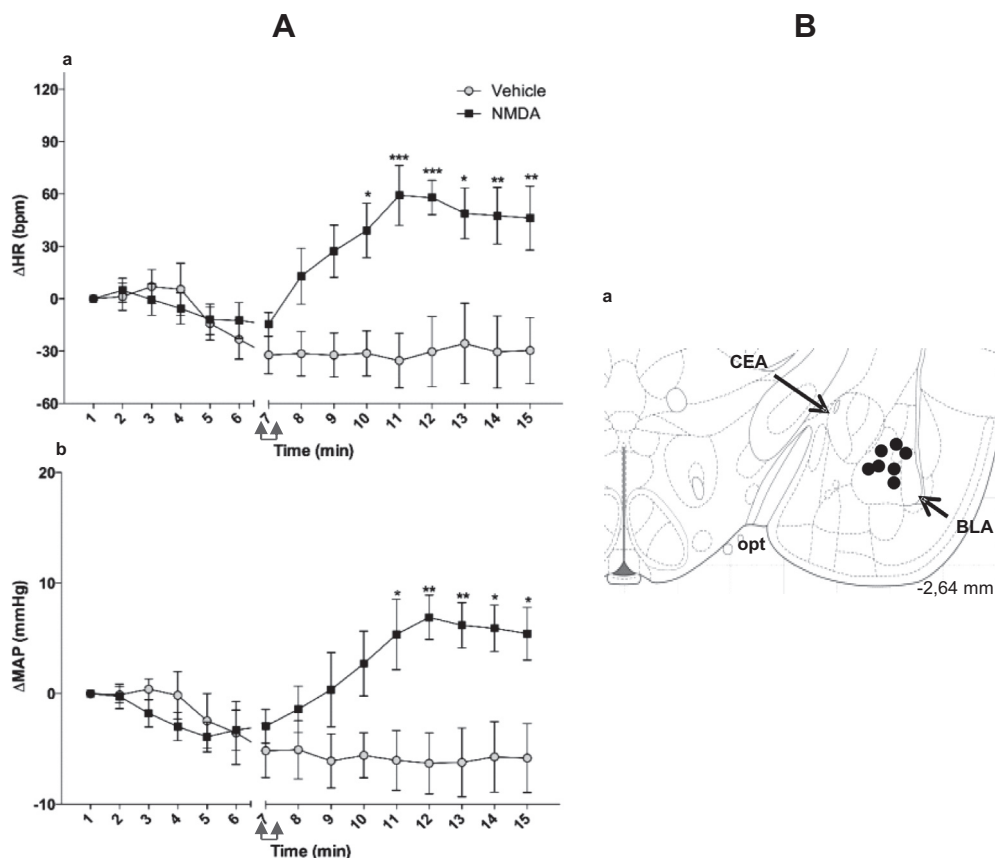 A
B
a
Vehicle
NMDA
120
90
60
30
0
-30
-60
ΔHR (bpm)
* *** *** * ** **
1 2 3 4 5 6 7 8 9 10 11 12 13 14 15
Time (min)
b
20
10
0
-10
ΔMAP (mmHg)
* ** ** * *
1 2 3 4 5 6 7 8 9 10 11 12 13 14 15
Time (min)
a
CEA
BLA
opt
-2,64 mm